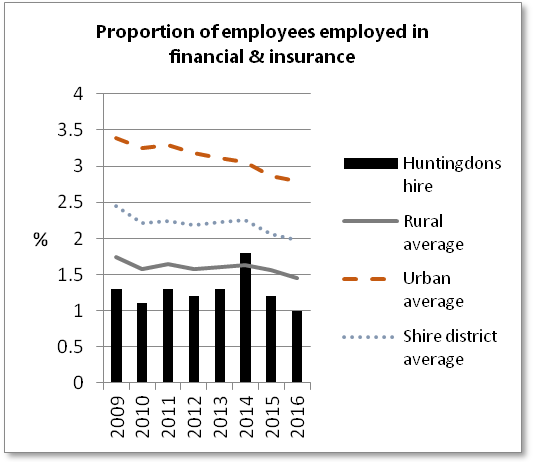 Proportion of employees employed in
financial & insurance
4
3.5
3
2.5
2
1.5
1
0.5
0
%
2009
2010
2011
2012
2013
2014
2015
2016
Huntingdons
hire
Rural
average
Urban
average
Shire district
average